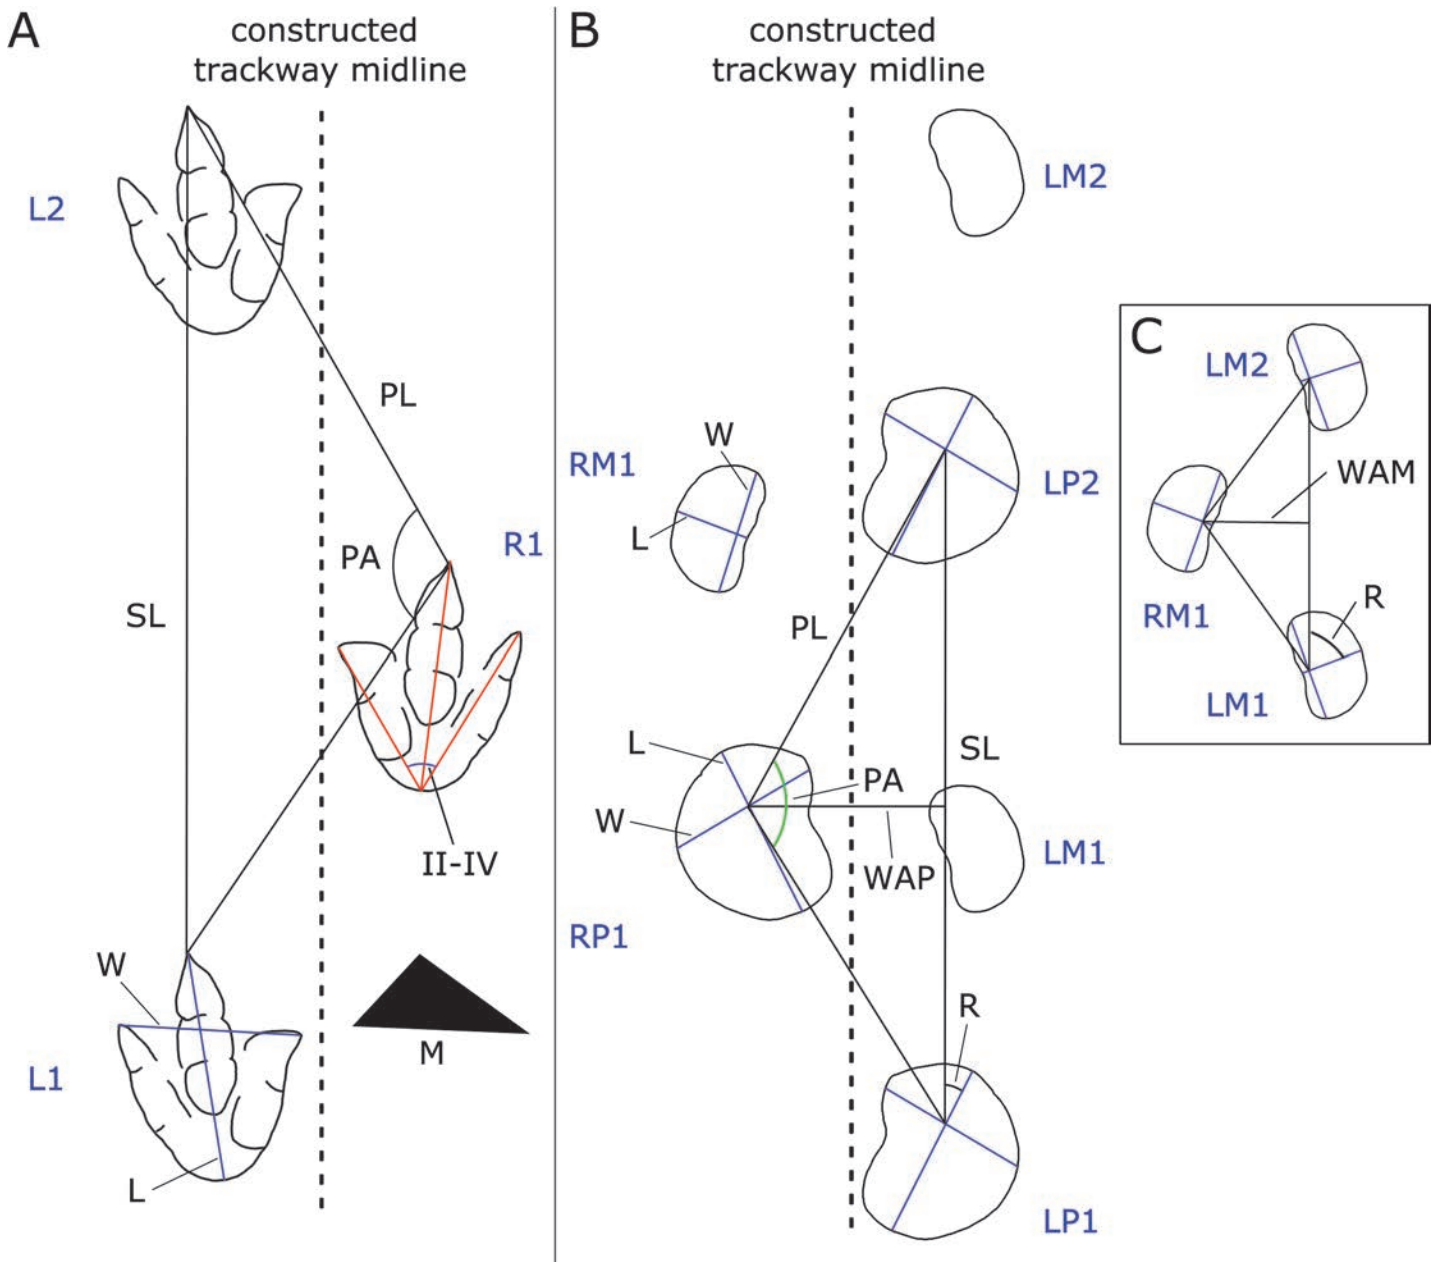 A
constructed
trackway midline
L2
PL
PA
R1
SL
II-IV
W
M
L1
L
B
constructed
trackway midline
LM2
RM1
W
L
LP2
PL
L
SL
PA
W
WAP
LM1
RP1
R
LP1
C
LM2
WAM
R
RM1
LM1